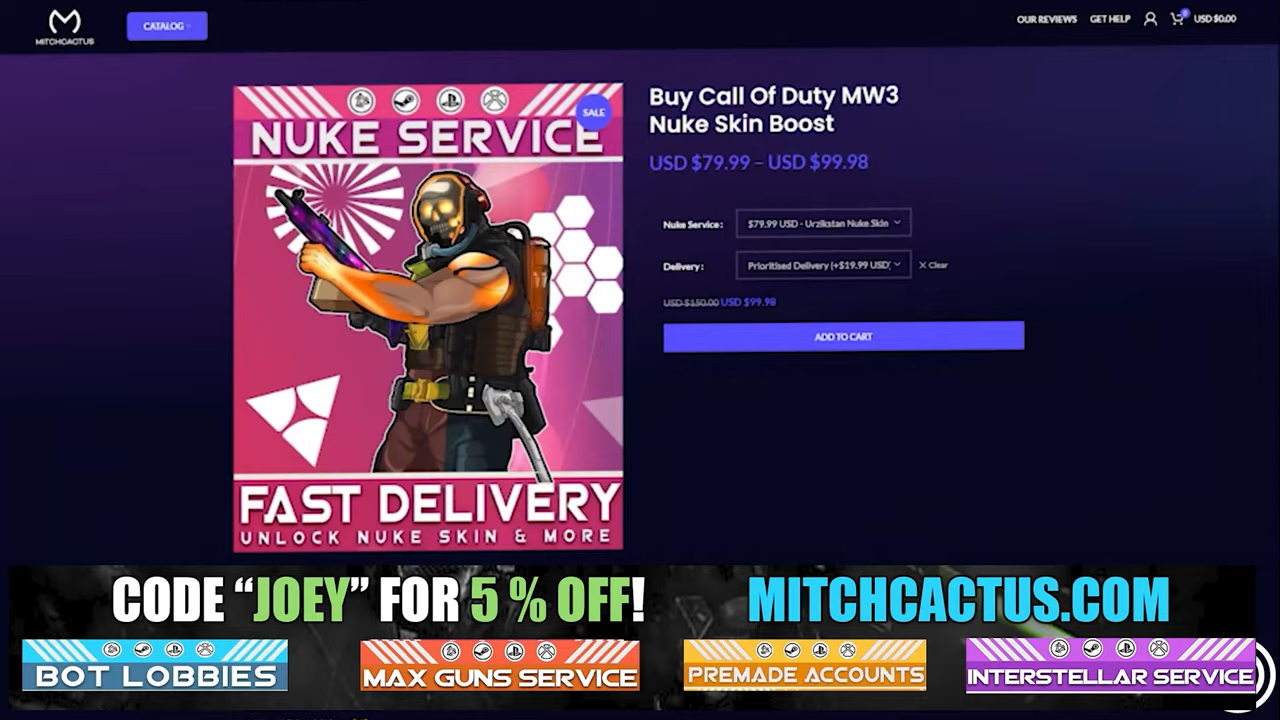 MITCHCACTUS
CATALOG
OUR REVIEWS GET HELP 0 USD $0.00
NUKE SERVICE
SALE
FAST DELIVERY
UNLOCK NUKE SKIN & MORE
Buy Call Of Duty MW3
Nuke Skin Boost
USD $79.99 – USD $99.98
Nuke Service: $79.99 USD - Urzikstan Nuke Skin
Delivery: Prioritised Delivery (+$19.99 USD) Clear
USD $150.00 USD $99.98
ADD TO CART
CODE “JOEY” FOR 5 % OFF! MITCHCACTUS.COM
BOT LOBBIES MAX GUNS SERVICE PREMADE ACCOUNTS INTERSTELLAR SERVICE